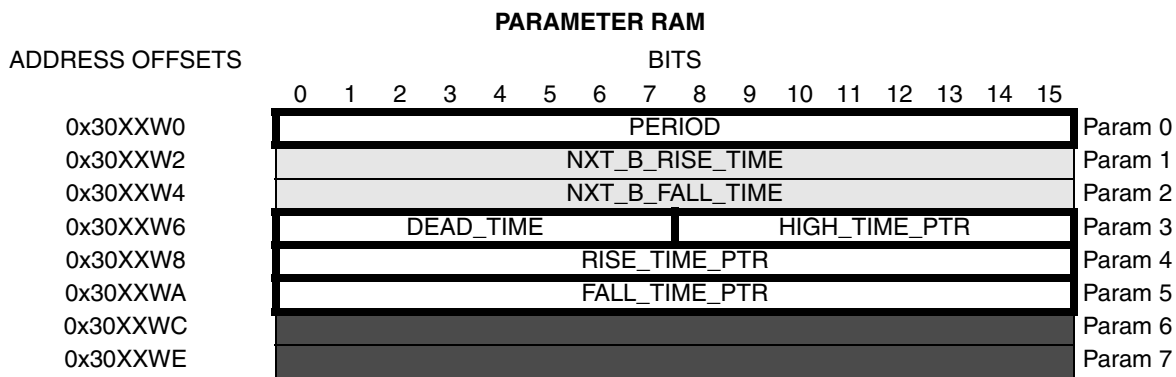 PARAMETER RAM
ADDRESS OFFSETS BITS
0 1 2 3 4 5 6 7 8 9 10 11 12 13 14 15
0x30XXW0 PERIOD Param 0
0x30XXW2 NXT_B_RISE_TIME Param 1
0x30XXW4 NXT_B_FALL_TIME Param 2
0x30XXW6 DEAD_TIME HIGH_TIME_PTR Param 3
0x30XXW8 RISE_TIME_PTR Param 4
0x30XXWA FALL_TIME_PTR Param 5
0x30XXWC Param 6
0x30XXWE Param 7